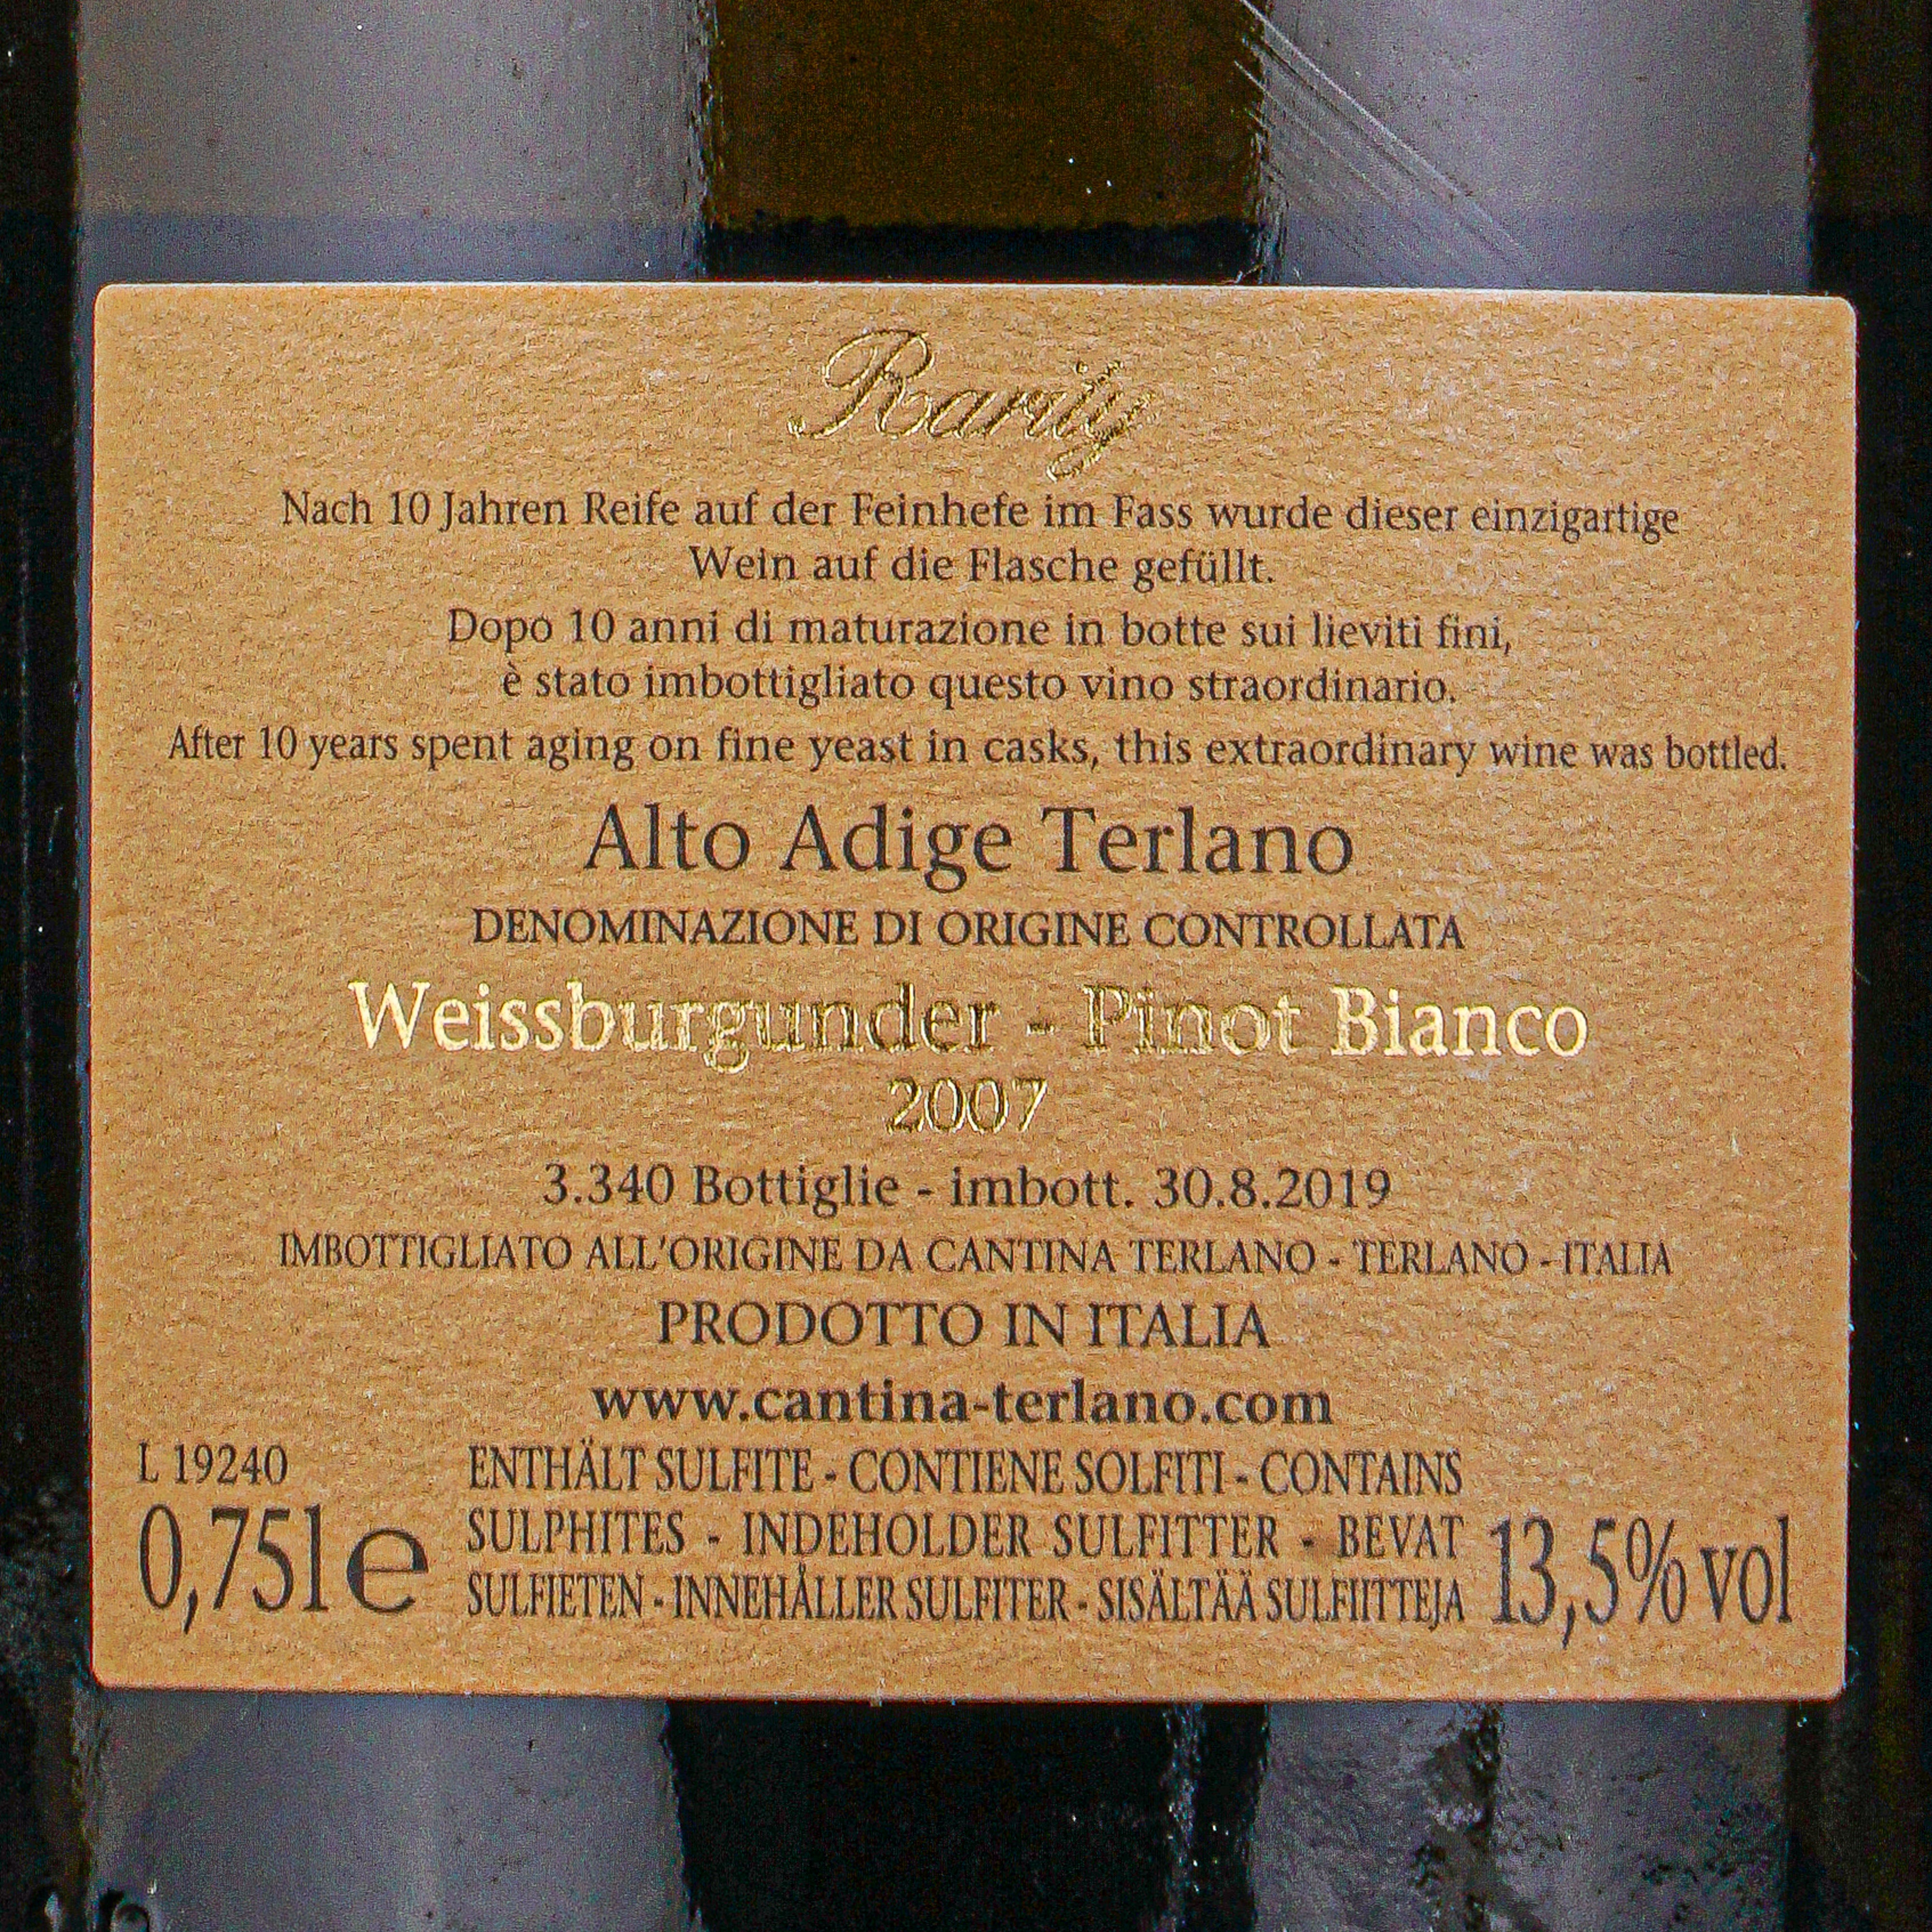 Rarity
Nach 10 Jahren Reife auf der Feinhefe im Fass wurde dieser einzigartige
Wein auf die Flasche gefüllt.
Dopo 10 anni di maturazione in botte sui lieviti fini,
è stato imbottigliato questo vino straordinario.
After 10 years spent aging on fine yeast in casks, this extraordinary wine was bottled.
Alto Adige Terlano
DENOMINAZIONE DI ORIGINE CONTROLLATA
Weissburgunder - Pinot Bianco
2007
3.340 Bottiglie - imbott. 30.8.2019
IMBOTTIGLIATO ALL'ORIGINE DA CANTINA TERLANO - TERLANO - ITALIA
PRODOTTO IN ITALIA
www.cantina-terlano.com
L 19240
0,75l e
ENTHÄLT SULFITE - CONTIENE SOLFITI - CONTAINS
SULPHITES - INDEHOLDER SULFITTER - BEVAT
SULFIETEN - INNEHÅLLER SULFITER - SISÄLTÄÄ SULFIITTEJA
13,5% vol